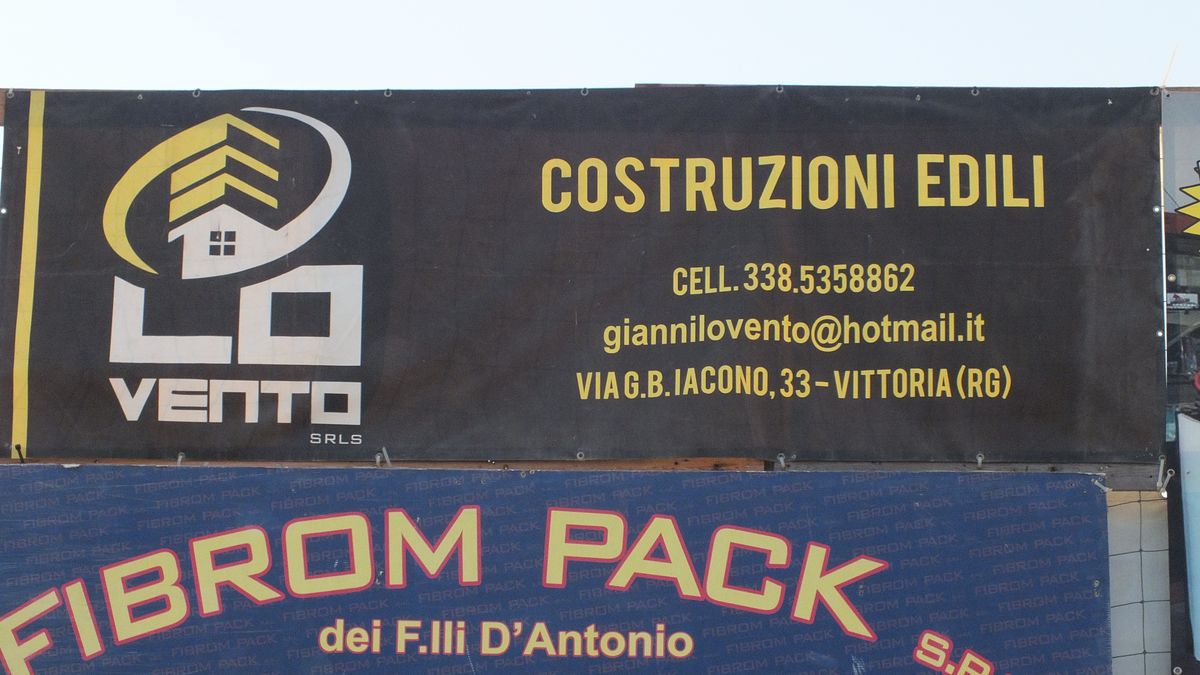 LO
VENTO
SRLS
COSTRUZIONI EDILI
CELL. 338.5358862
giannilovento@hotmail.it
VIA G.B. IACONO, 33 - VITTORIA (RG)
FIBROM PACK
dei F.lli D'Antonio